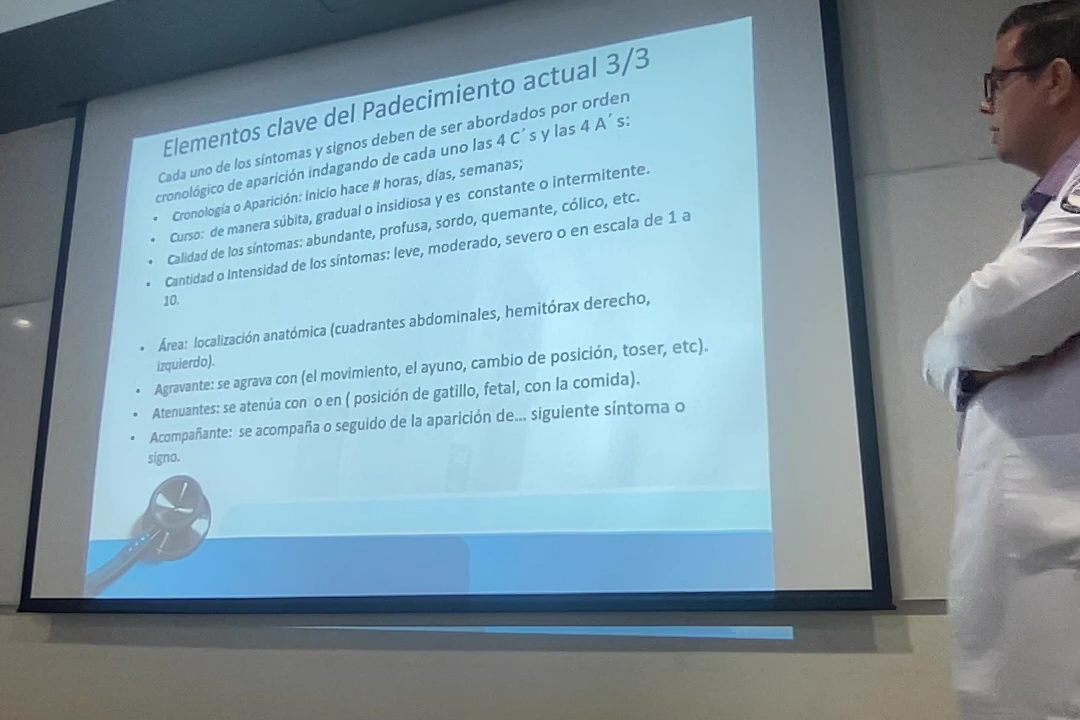 Elementos clave del Padecimiento actual 3/3
Cada uno de los síntomas y signos deben de ser abordados por orden
cronológico de aparición indagando de cada uno las 4 C´s y las 4 A´s:
• Cronología o Aparición: inicio hace # horas, días, semanas;
• Curso: de manera súbita, gradual o insidiosa y es constante o intermitente.
• Calidad de los síntomas: abundante, profusa, sordo, quemante, cólico, etc.
• Cantidad o Intensidad de los síntomas: leve, moderado, severo o en escala de 1 a
10.
• Área: localización anatómica (cuadrantes abdominales, hemitórax derecho,
izquierdo).
• Agravante: se agrava con (el movimiento, el ayuno, cambio de posición, toser, etc).
• Atenuantes: se atenúa con o en ( posición de gatillo, fetal, con la comida).
• Acompañante: se acompaña o seguido de la aparición de... siguiente síntoma o
signo.